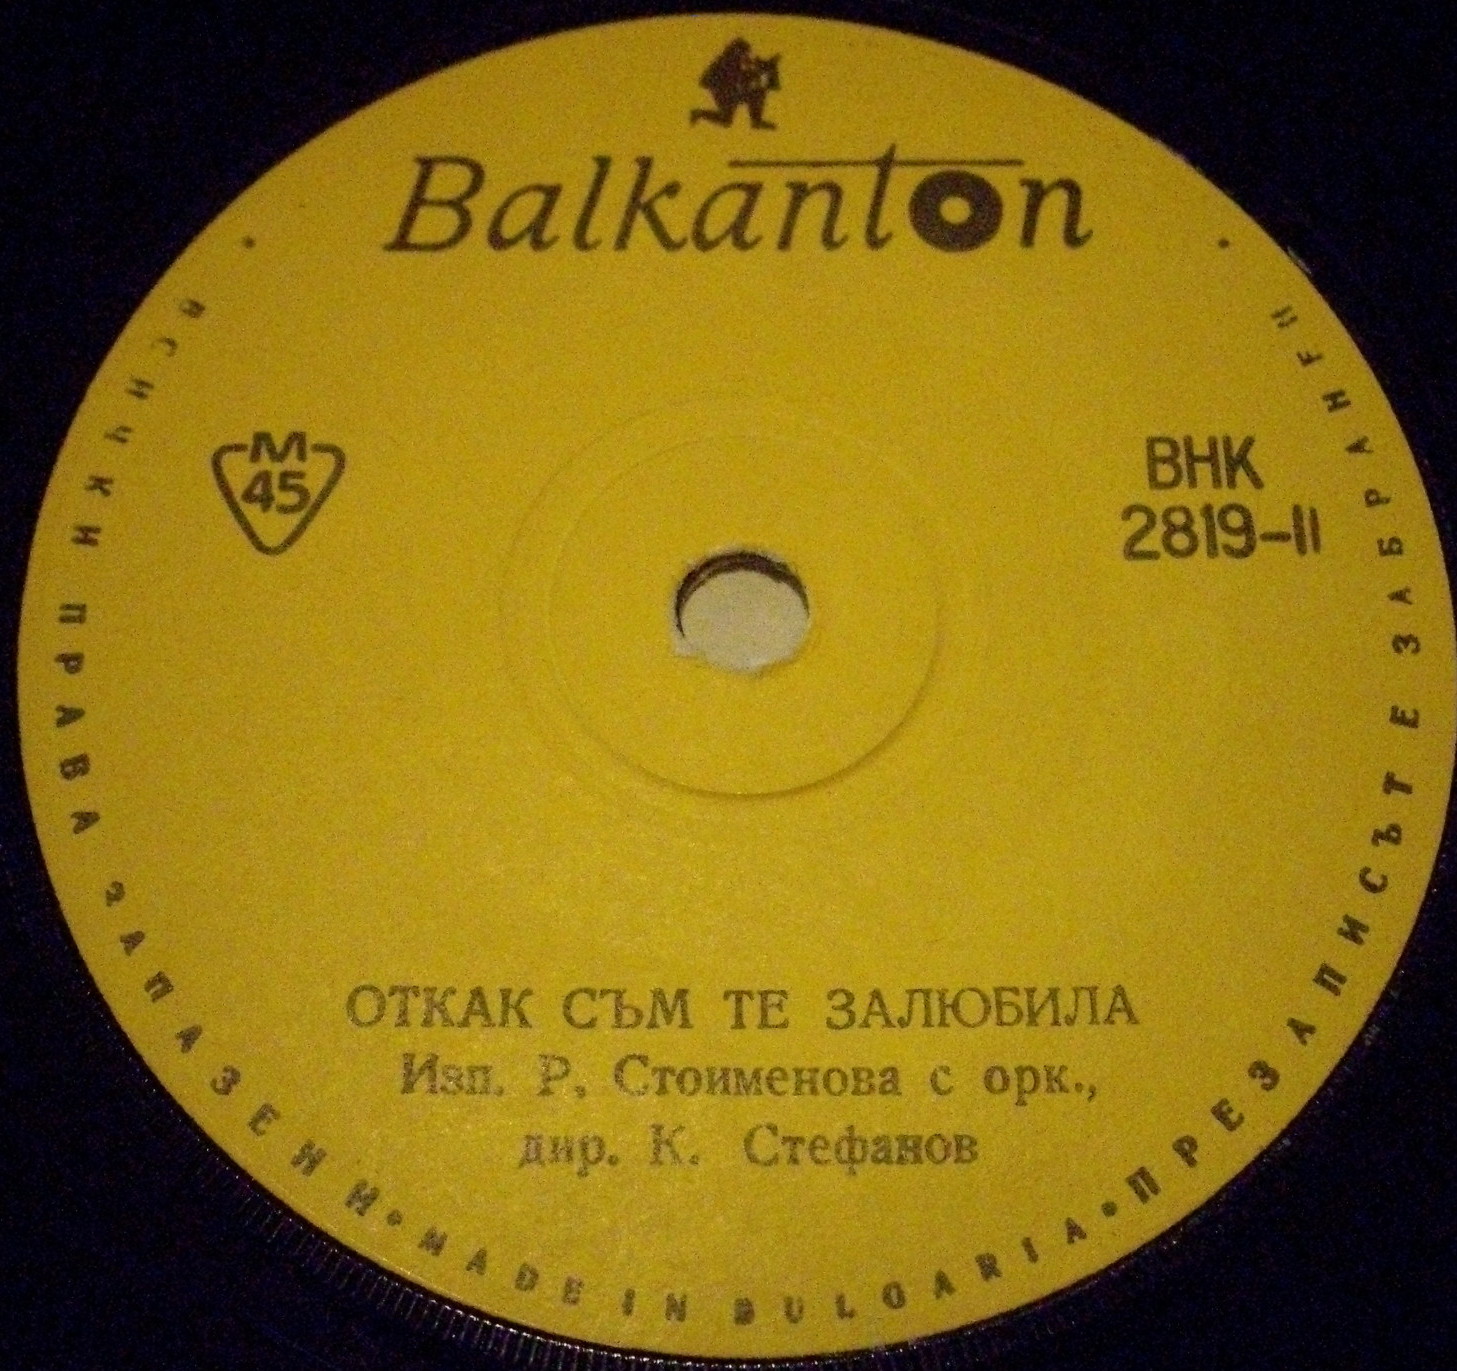 Balkanton
М
45
ВНК
2819-II
ОТКАК СЪМ ТЕ ЗАЛЮБИЛА
Изп. Р. Стоименова с орк.,
дир. К. Стефанов
ВСИЧКИ ПРАВА ЗАПАЗЕНИ • MADE IN BULGARIA • ПРЕЗАПИСЪТ Е ЗАБРАНЕН